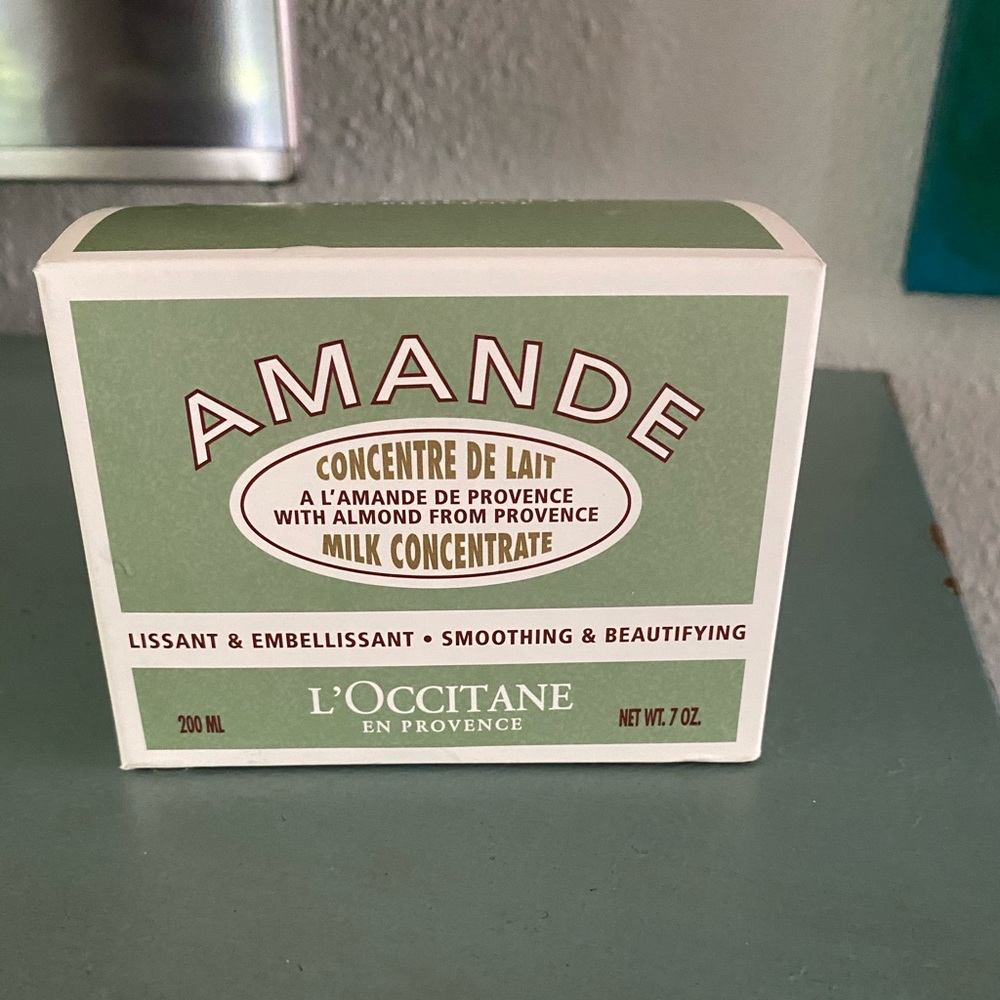 AMANDE
CONCENTRE DE LAIT
A L'AMANDE DE PROVENCE
WITH ALMOND FROM PROVENCE
MILK CONCENTRATE
LISSANT & EMBELLISSANT • SMOOTHING & BEAUTIFYING
L'OCCITANE
EN PROVENCE
200 ML
NET WT. 7 OZ.